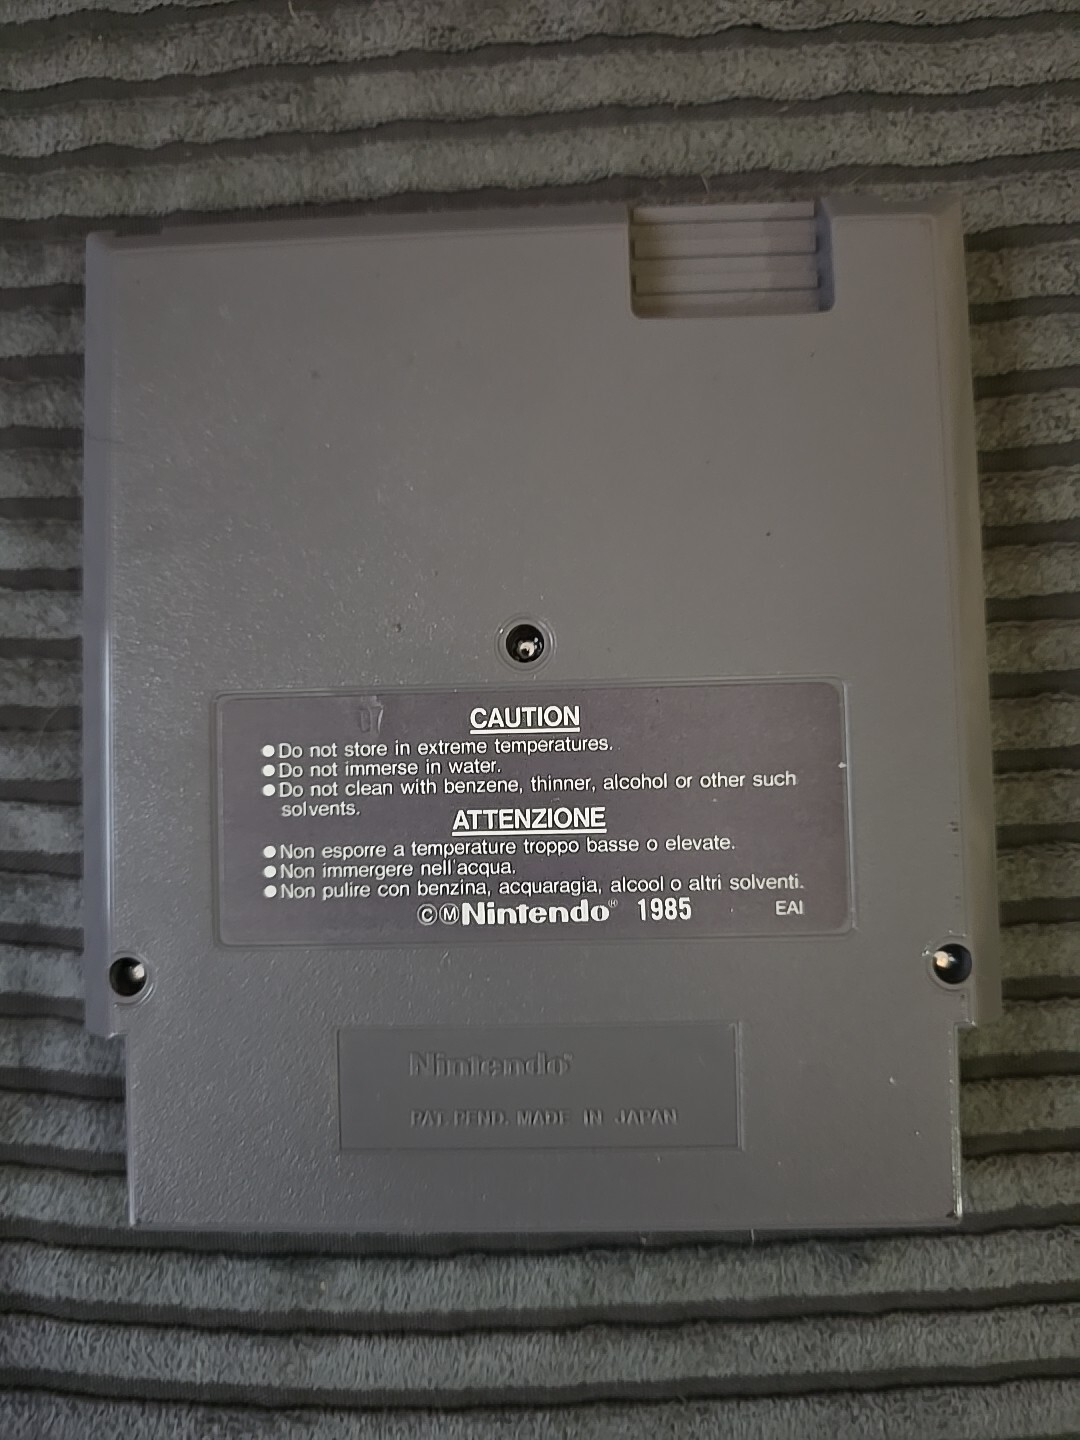 07
CAUTION
●Do not store in extreme temperatures.
●Do not immerse in water.
●Do not clean with benzene, thinner, alcohol or other such
solvents.
ATTENZIONE
●Non esporre a temperature troppo basse o elevate.
●Non immergere nell'acqua.
●Non pulire con benzina, acquaragia, alcool o altri solventi.
©ⓂNintendo® 1985 EAI
Nintendo®
PAT. PEND. MADE IN JAPAN